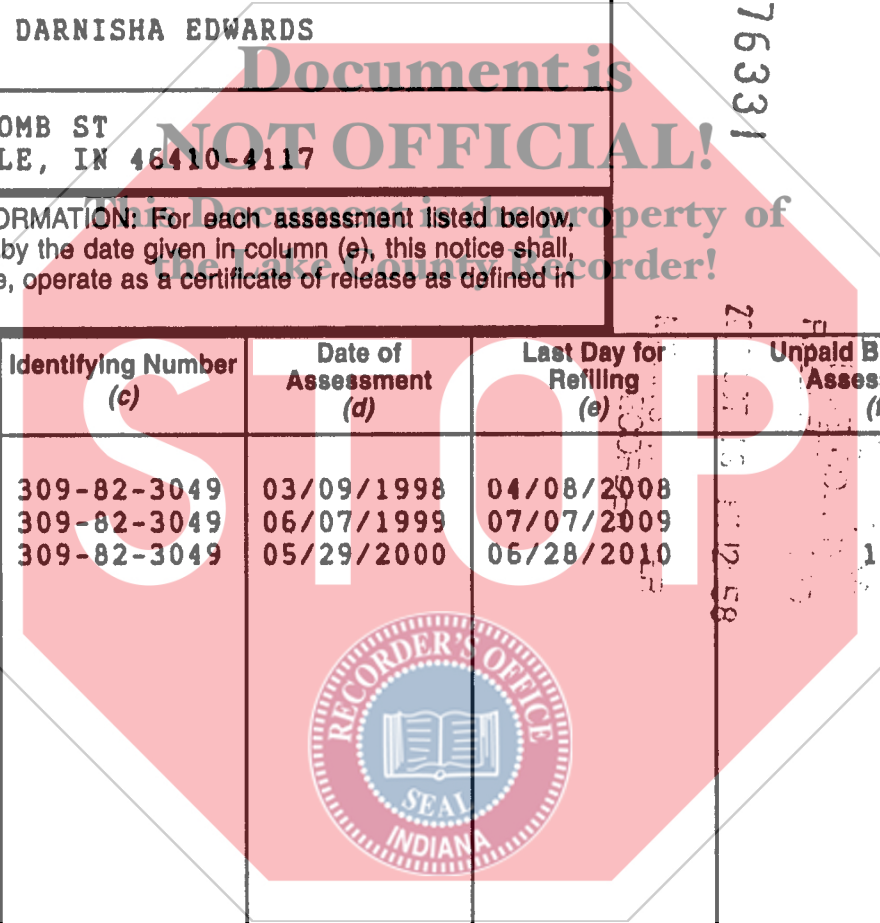 DARNISHA EDWARDS
76331
Document is
NOT OFFICIAL!
This Document is the property of
the Lake County Recorder!
OMB ST
LE, IN 46410-4117
ORMATION: For each assessment listed below,
by the date given in column (e), this notice shall,
e, operate as a certificate of release as defined in
Identifying Number
(c)
Date of
Assessment
(d)
Last Day for
Refiling
(e)
Unpaid B
Asses
(f
309-82-3049 03/09/1998 04/08/2008
309-82-3049 06/07/1999 07/07/2009
309-82-3049 05/29/2000 06/28/2010 1
STOP
RECORDER'S OFFICE
SEAL
INDIANA